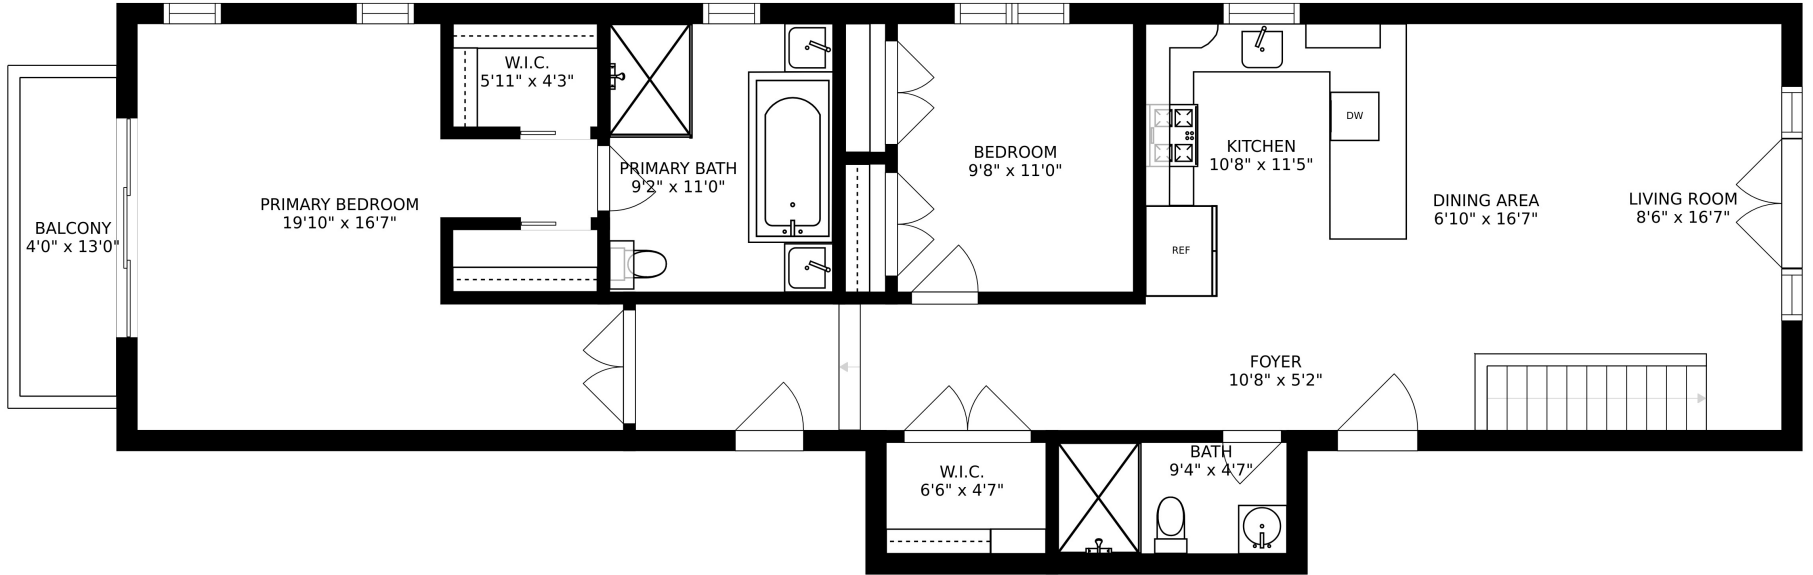 W.I.C.
5'11" x 4'3"
PRIMARY BATH
9'2" x 11'0"
BEDROOM
9'8" x 11'0"
KITCHEN
10'8" x 11'5"
DW
REF
DINING AREA
6'10" x 16'7"
LIVING ROOM
8'6" x 16'7"
PRIMARY BEDROOM
19'10" x 16'7"
BALCONY
4'0" x 13'0"
FOYER
10'8" x 5'2"
W.I.C.
6'6" x 4'7"
BATH
9'4" x 4'7"